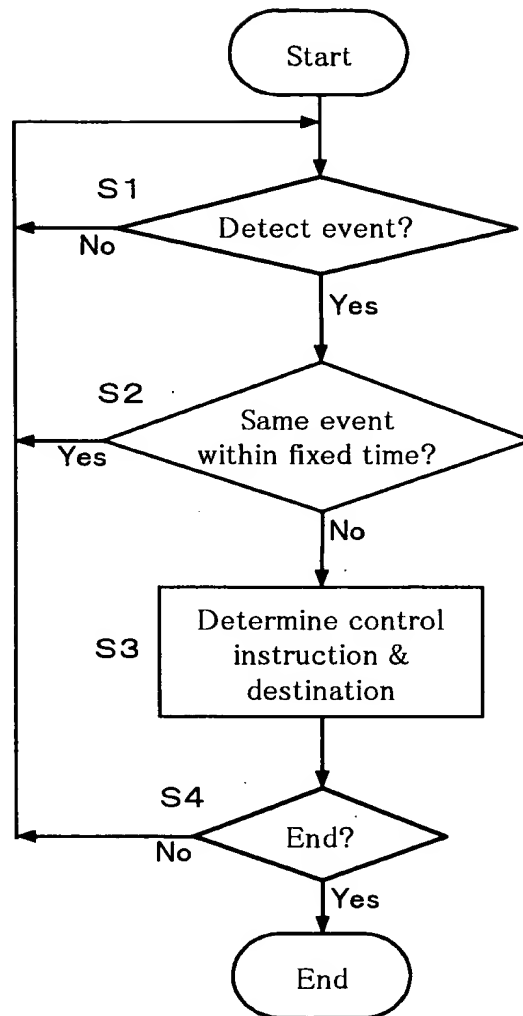 Start
S1
Detect event?
No
Yes
S2
Same event
within fixed time?
Yes
No
S3
Determine control
instruction &
destination
S4
End?
No
Yes
End